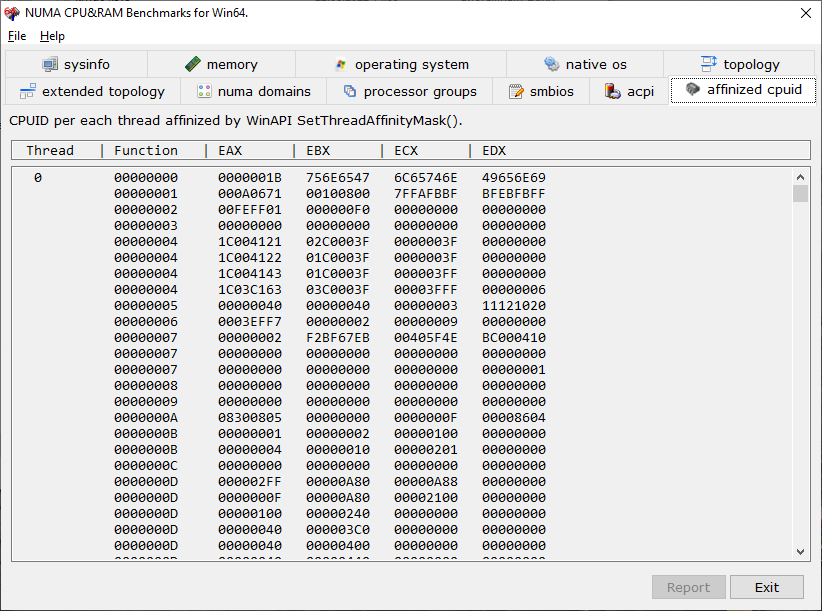 NUMA CPU&RAM Benchmarks for Win64.
File Help
sysinfo memory operating system native os topology
extended topology numa domains processor groups smbios acpi affinized cpuid
CPUID per each thread affinized by WinAPI SetThreadAffinityMask().
Thread Function EAX EBX ECX EDX
0 00000000 0000001B 756E6547 6C65746E 49656E69
00000001 000A0671 00100800 7FFAFBBF BFEBFBFF
00000002 00FEFF01 000000F0 00000000 00000000
00000003 00000000 00000000 00000000 00000000
00000004 1C004121 02C0003F 0000003F 00000000
00000004 1C004122 01C0003F 0000003F 00000000
00000004 1C004143 01C0003F 000003FF 00000000
00000004 1C03C163 03C0003F 00003FFF 00000006
00000005 00000040 00000040 00000003 11121020
00000006 0003EFF7 00000002 00000009 00000000
00000007 00000002 F2BF67EB 00405F4E BC000410
00000007 00000000 00000000 00000000 00000000
00000007 00000000 00000000 00000000 00000001
00000008 00000000 00000000 00000000 00000000
00000009 00000000 00000000 00000000 00000000
0000000A 08300805 00000000 0000000F 00008604
0000000B 00000001 00000002 00000100 00000000
0000000B 00000004 00000010 00000201 00000000
0000000C 00000000 00000000 00000000 00000000
0000000D 000002FF 00000A80 00000A88 00000000
0000000D 0000000F 00000A80 00002100 00000000
0000000D 00000100 00000240 00000000 00000000
0000000D 00000040 000003C0 00000000 00000000
0000000D 00000040 00000400 00000000 00000000
Report Exit